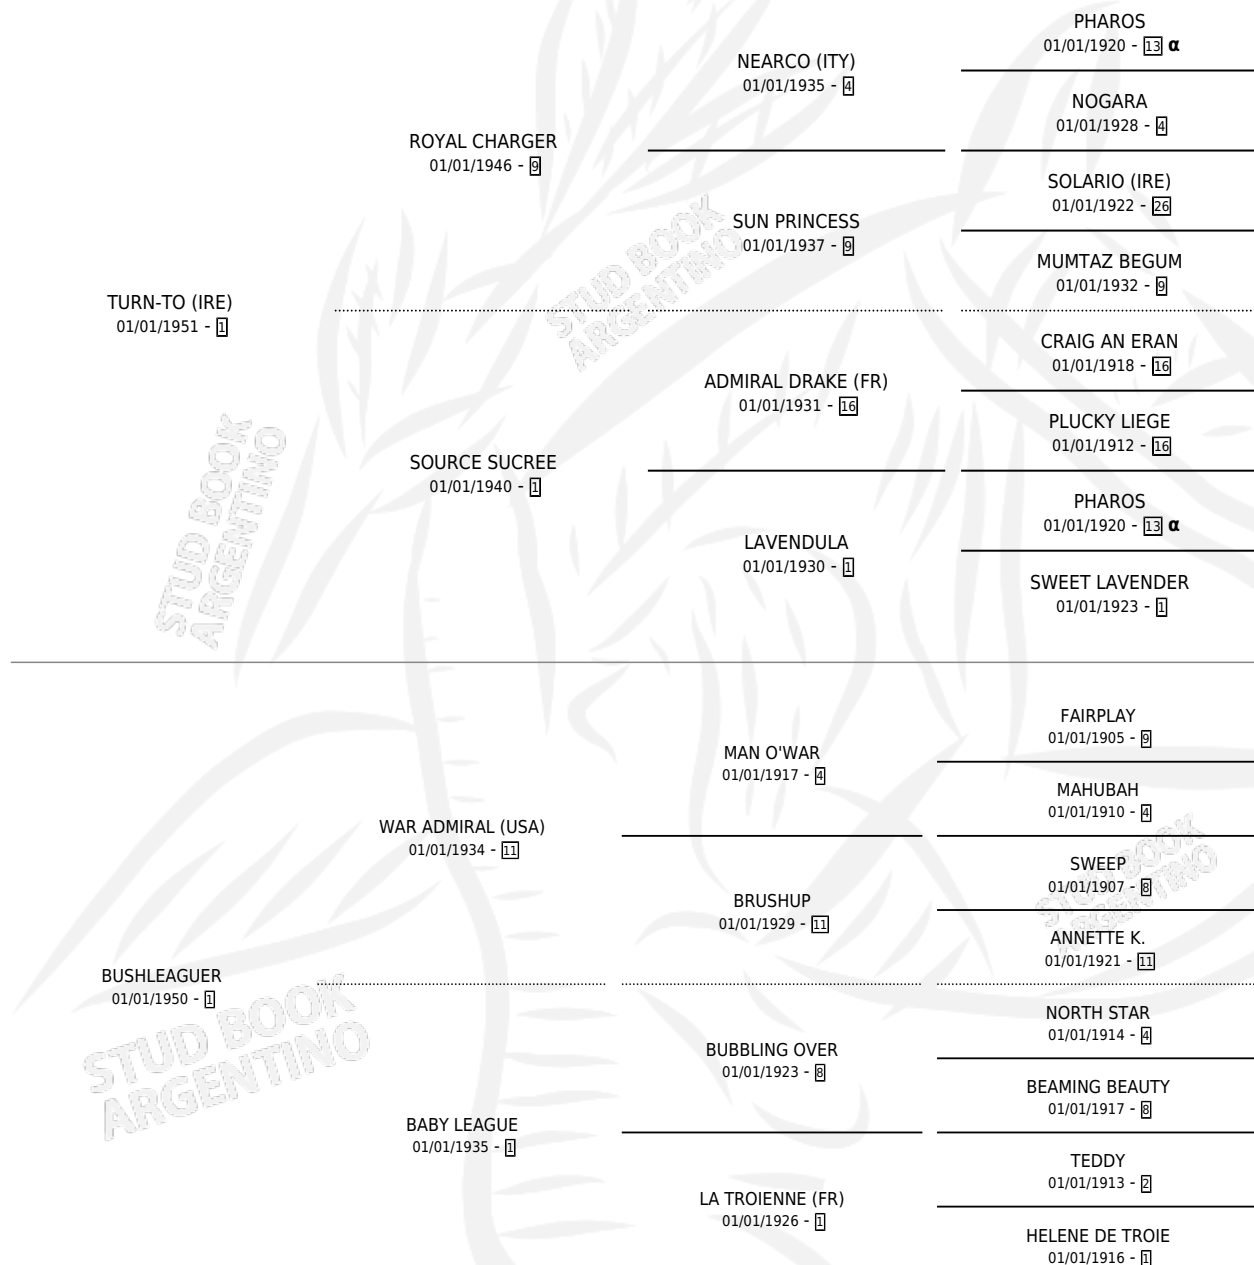 PHAROS
01/01/1920 - 13 α
NEARCO (ITY)
01/01/1935 - 4
NOGARA
01/01/1928 - 4
ROYAL CHARGER
01/01/1946 - 9
SOLARIO (IRE)
01/01/1922 - 26
SUN PRINCESS
01/01/1937 - 9
MUMTAZ BEGUM
01/01/1932 - 9
TURN-TO (IRE)
01/01/1951 - 1
CRAIG AN ERAN
01/01/1918 - 16
ADMIRAL DRAKE (FR)
01/01/1931 - 16
PLUCKY LIEGE
01/01/1912 - 16
SOURCE SUCREE
01/01/1940 - 1
PHAROS
01/01/1920 - 13 α
LAVENDULA
01/01/1930 - 1
SWEET LAVENDER
01/01/1923 - 1
FAIRPLAY
01/01/1905 - 9
MAN O'WAR
01/01/1917 - 4
MAHUBAH
01/01/1910 - 4
WAR ADMIRAL (USA)
01/01/1934 - 11
SWEEP
01/01/1907 - 8
BRUSHUP
01/01/1929 - 11
ANNETTE K.
01/01/1921 - 11
BUSHLEAGUER
01/01/1950 - 1
NORTH STAR
01/01/1914 - 4
BUBBLING OVER
01/01/1923 - 8
BEAMING BEAUTY
01/01/1917 - 8
BABY LEAGUE
01/01/1935 - 1
TEDDY
01/01/1913 - 2
LA TROIENNE (FR)
01/01/1926 - 1
HELENE DE TROIE
01/01/1916 - 1
STUD BOOK
ARGENTINO
STUD BOOK
ARGENTINO
STUD BOOK
ARGENTINO
STUD BOOK
ARGENTINO